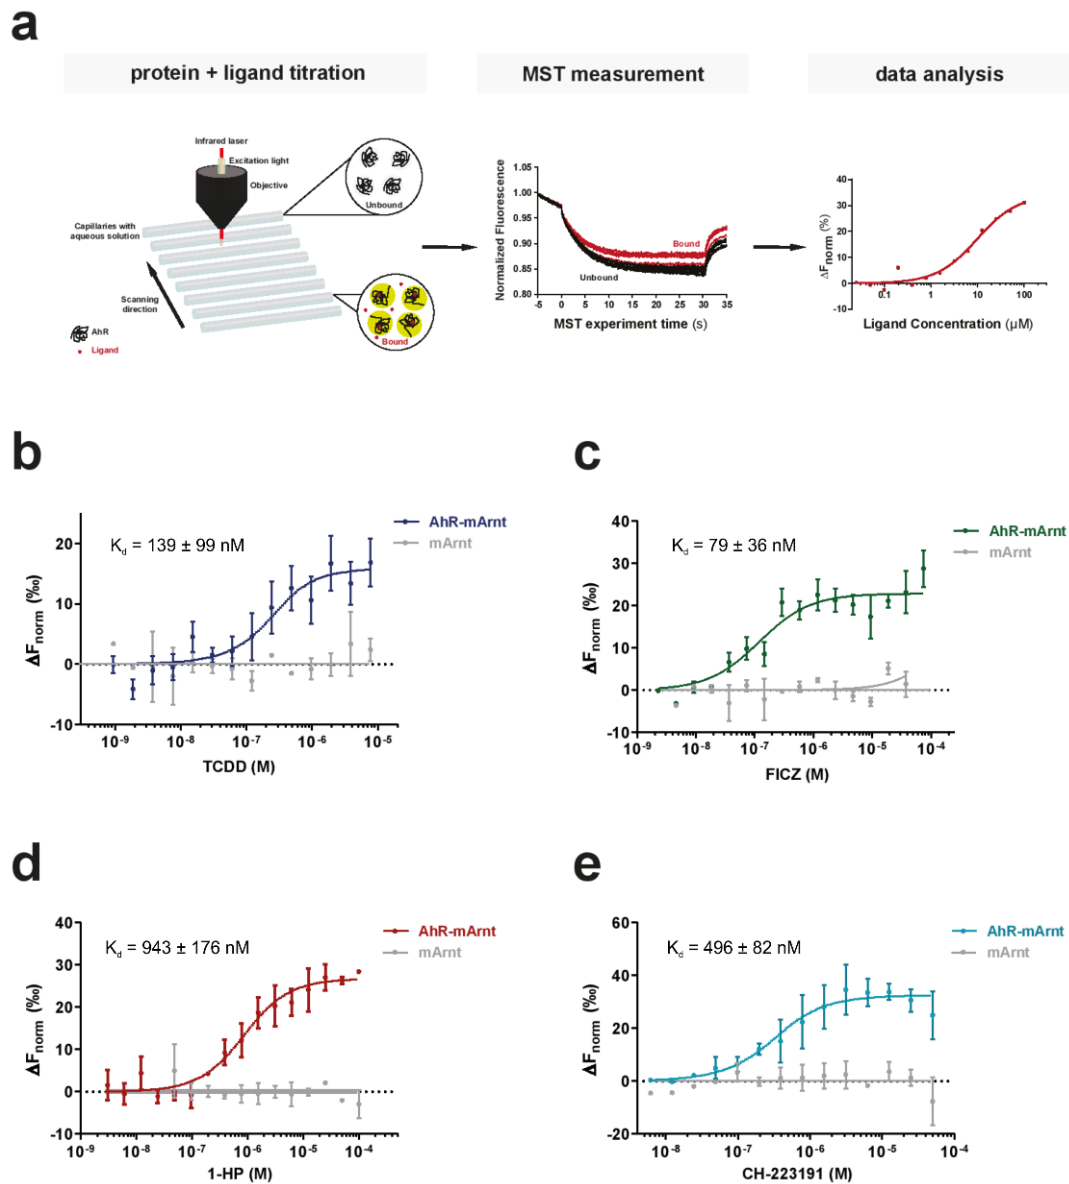 a
protein + ligand titration
MST measurement
data analysis
Infrared laser
Excitation light
Objective
Unbound
Capillaries with
aqueous solution
Scanning
direction
AhR
Ligand
Bound
Normalized Fluorescence
1.05
1.00
0.95
0.90
0.85
0.80
Bound
Unbound
-5 0 5 10 15 20 25 30 35
MST experiment time (s)
ΔFnorm (%)
40
30
20
10
0
-10
0.1 1 10 100
Ligand Concentration (µM)
b
Kd = 139 ± 99 nM
AhR-mArnt
mArnt
ΔFnorm (‰)
20
10
0
-10
10-9 10-8 10-7 10-6 10-5
TCDD (M)
c
Kd = 79 ± 36 nM
AhR-mArnt
mArnt
ΔFnorm (‰)
40
30
20
10
0
-10
10-9 10-8 10-7 10-6 10-5 10-4
FICZ (M)
d
Kd = 943 ± 176 nM
AhR-mArnt
mArnt
ΔFnorm (‰)
40
30
20
10
0
-10
10-9 10-8 10-7 10-6 10-5 10-4
1-HP (M)
e
Kd = 496 ± 82 nM
AhR-mArnt
mArnt
ΔFnorm (‰)
60
40
20
0
-20
10-8 10-7 10-6 10-5 10-4
CH-223191 (M)